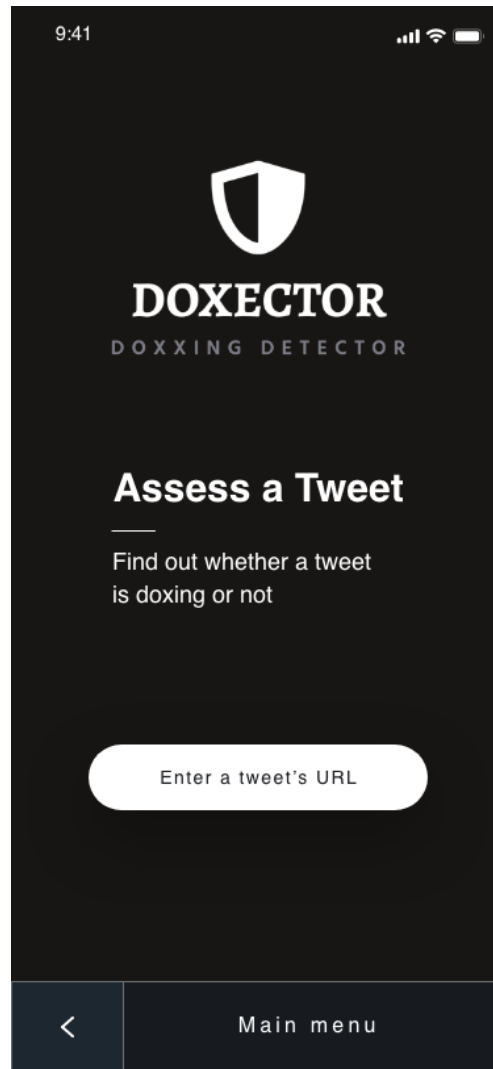 9:41
DOXECTOR
DOXXING DETECTOR
Assess a Tweet
Find out whether a tweet
is doxing or not
Enter a tweet’s URL
Main menu